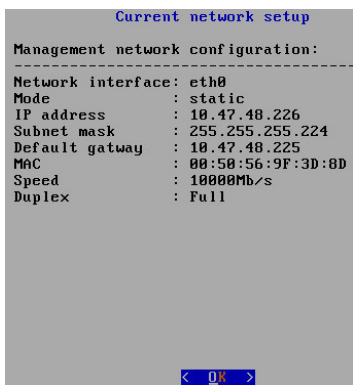 Current network setup
Management network configuration:
-----------------------------------
Network interface: eth0
Mode : static
IP address : 10.47.48.226
Subnet mask : 255.255.255.224
Default gatway : 10.47.48.225
MAC : 00:50:56:9F:3D:8D
Speed : 10000Mb/s
Duplex : Full
< OK >